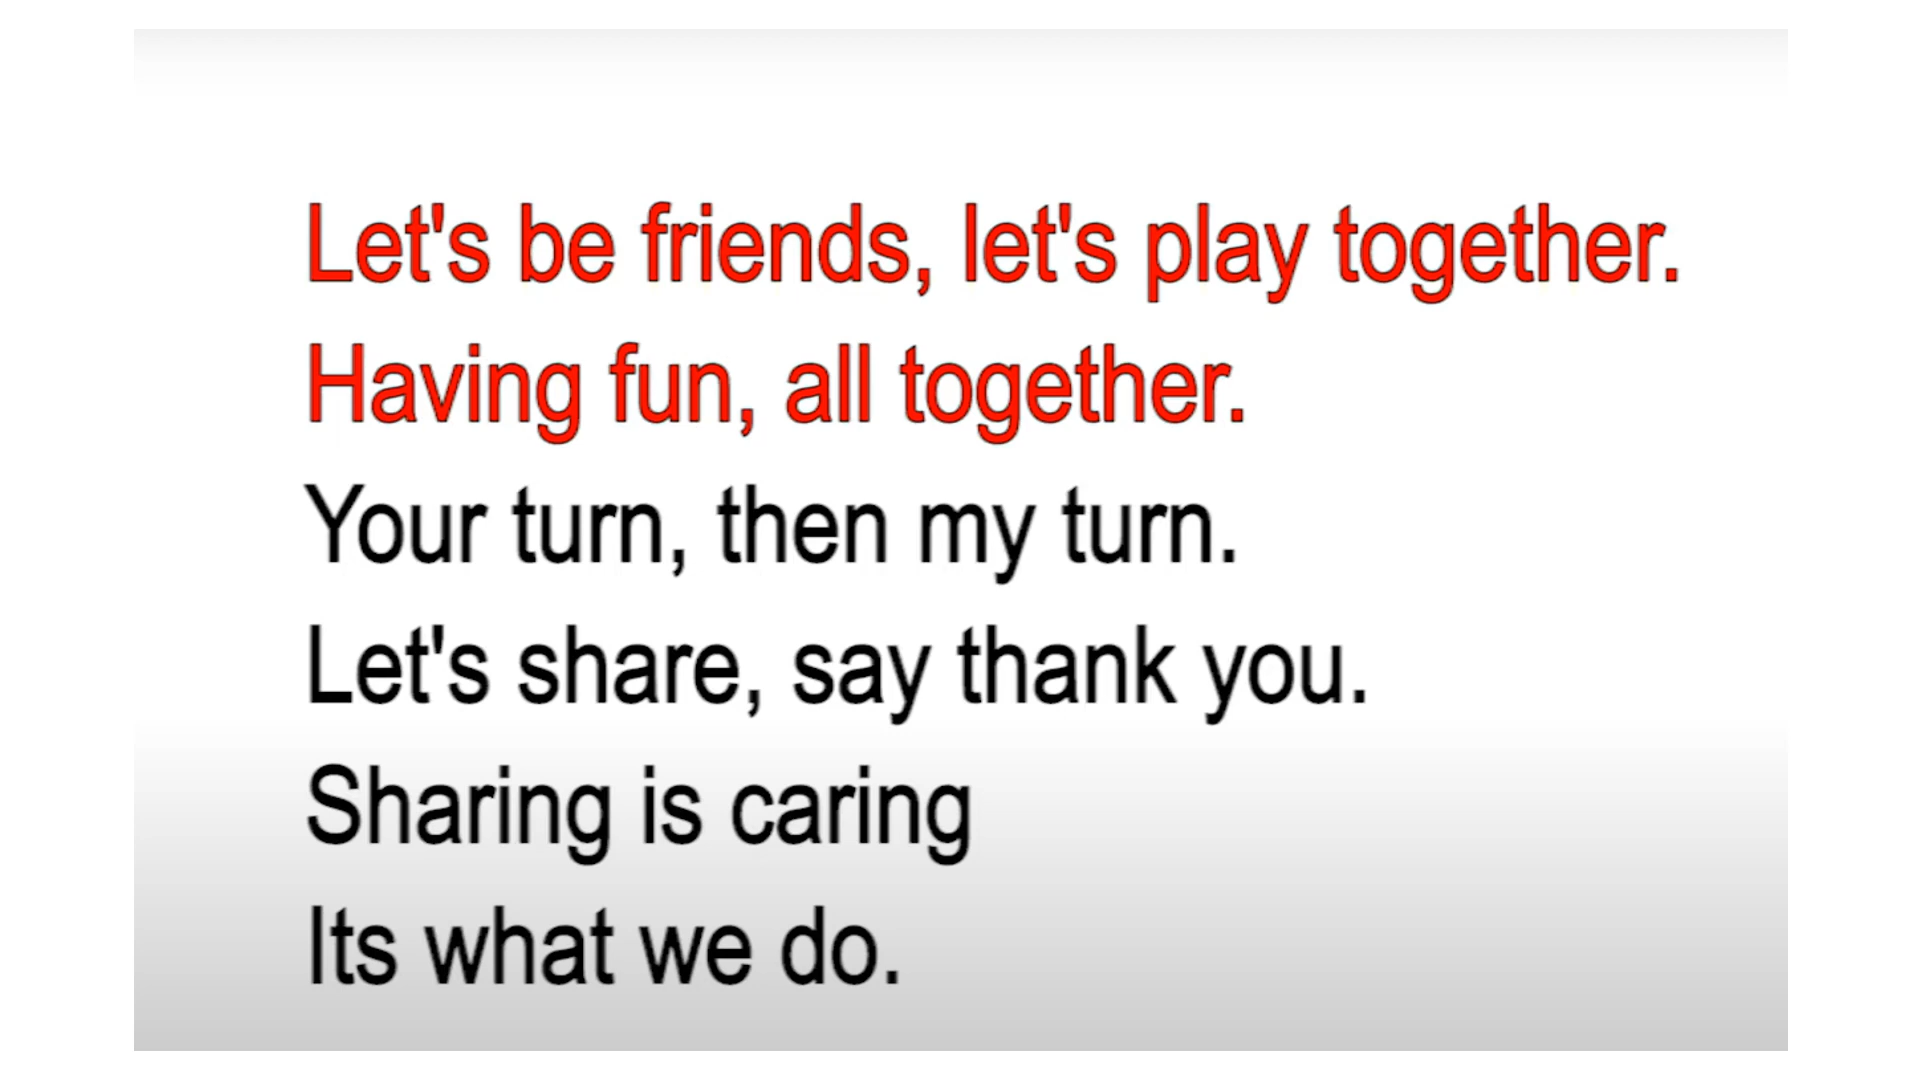 Let's be friends, let's play together.
Having fun, all together.
Your turn, then my turn.
Let's share, say thank you.
Sharing is caring
Its what we do.